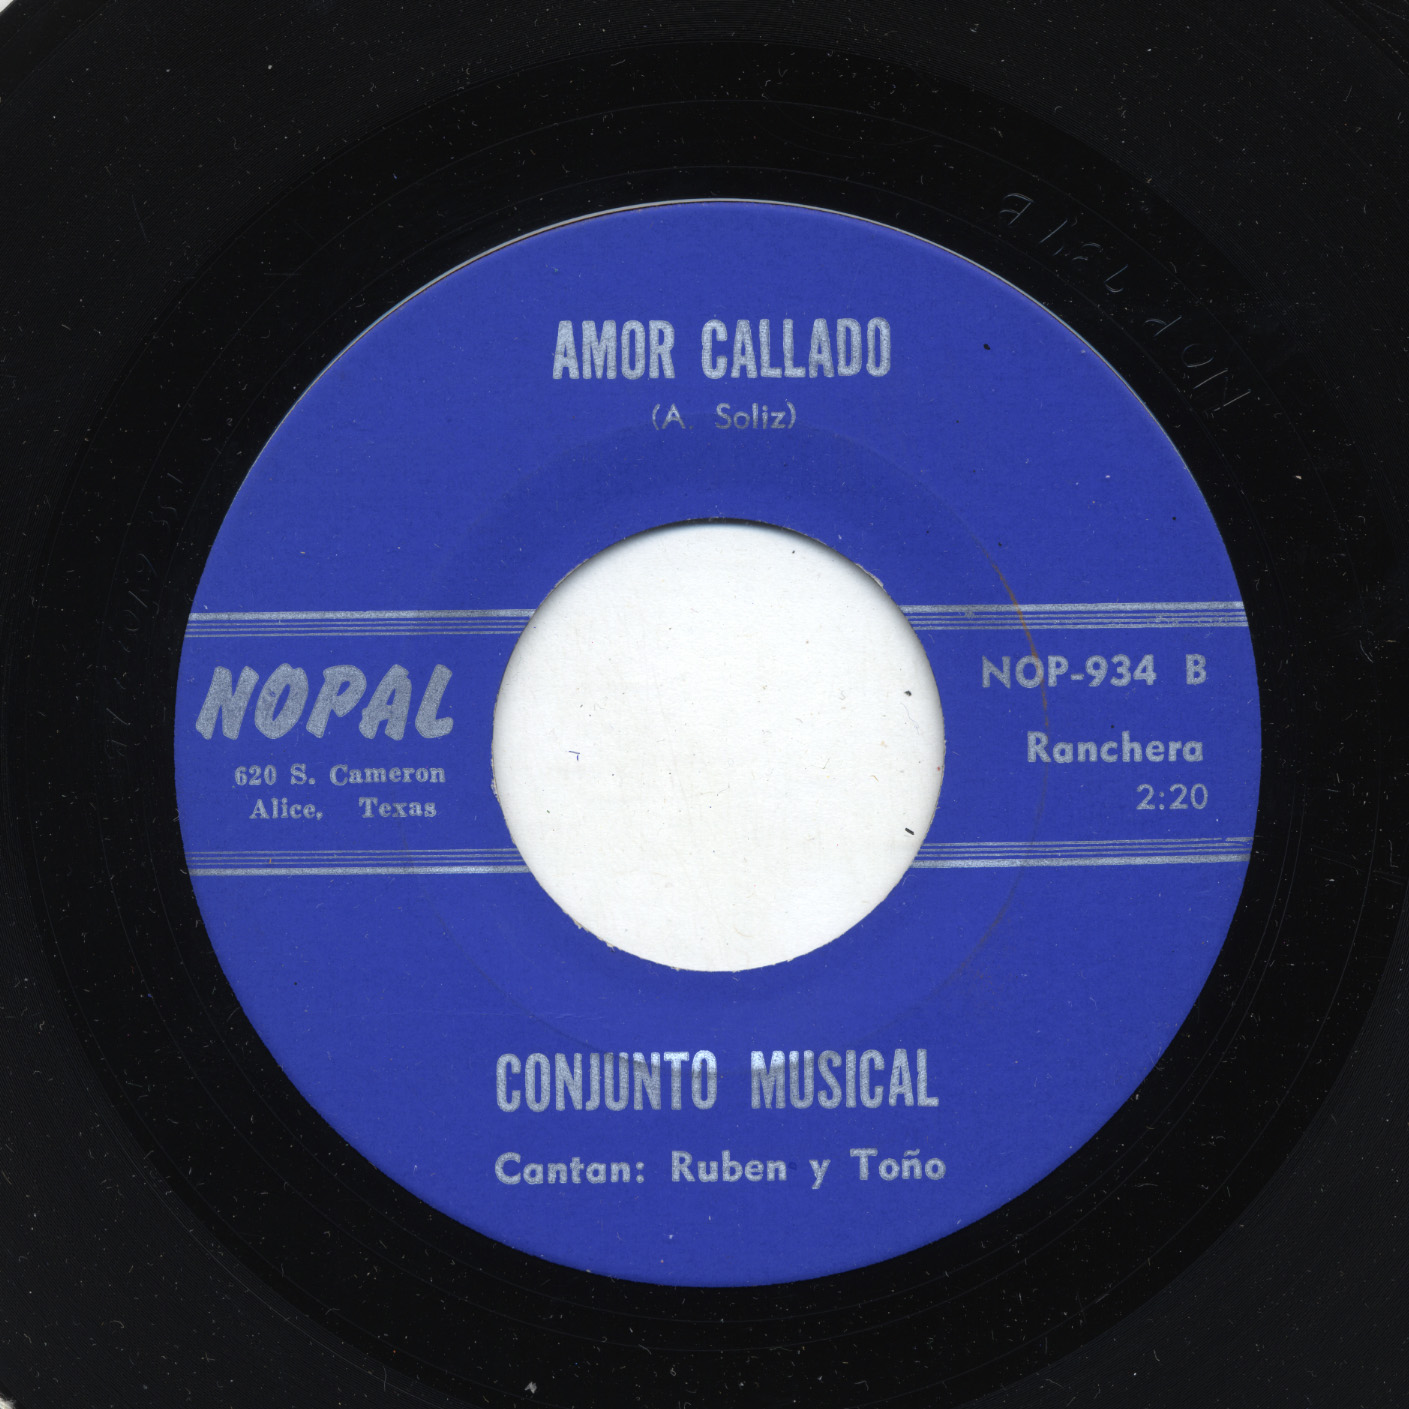 AMOR CALLADO
(A. Soliz)
NOPAL
620 S. Cameron
Alice, Texas
NOP-934 B
Ranchera
2:20
CONJUNTO MUSICAL
Cantan: Ruben y Toño